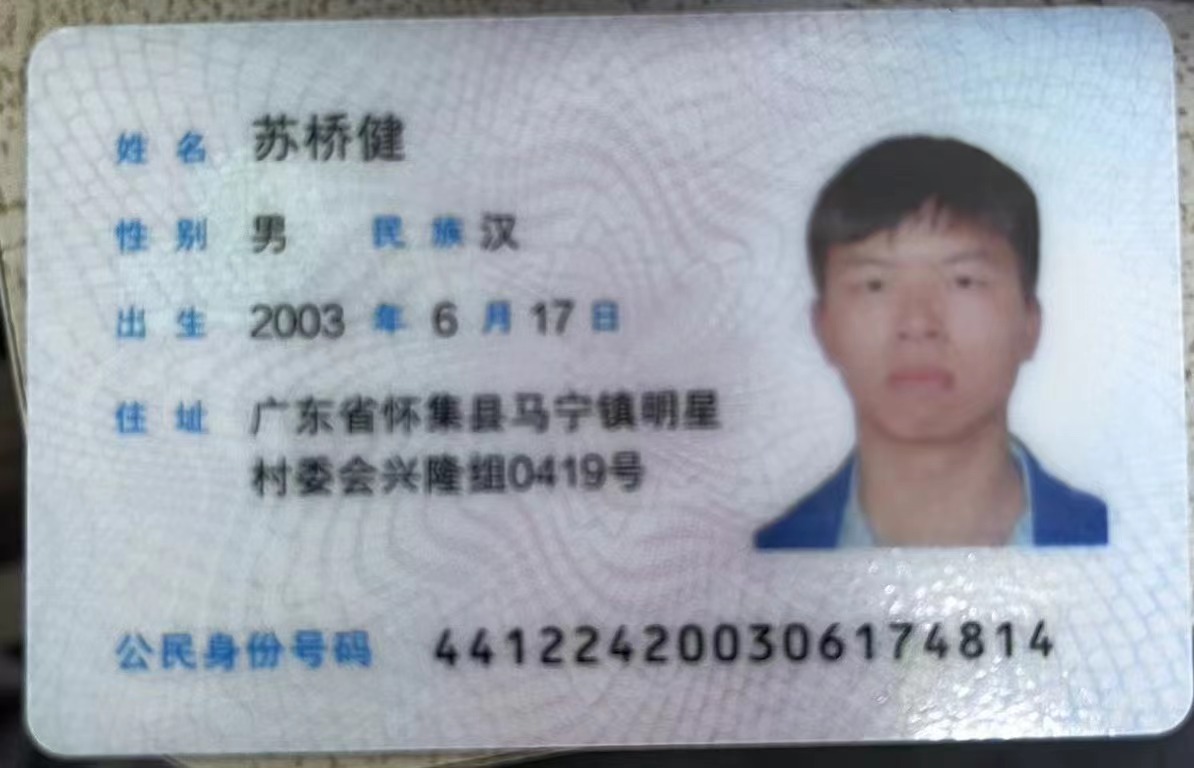 姓名 苏桥健
性别 男 民族 汉
出生 2003 年 6 月 17 日
住址 广东省怀集县马宁镇明星
村委会兴隆组0419号
公民身份号码 441224200306174814